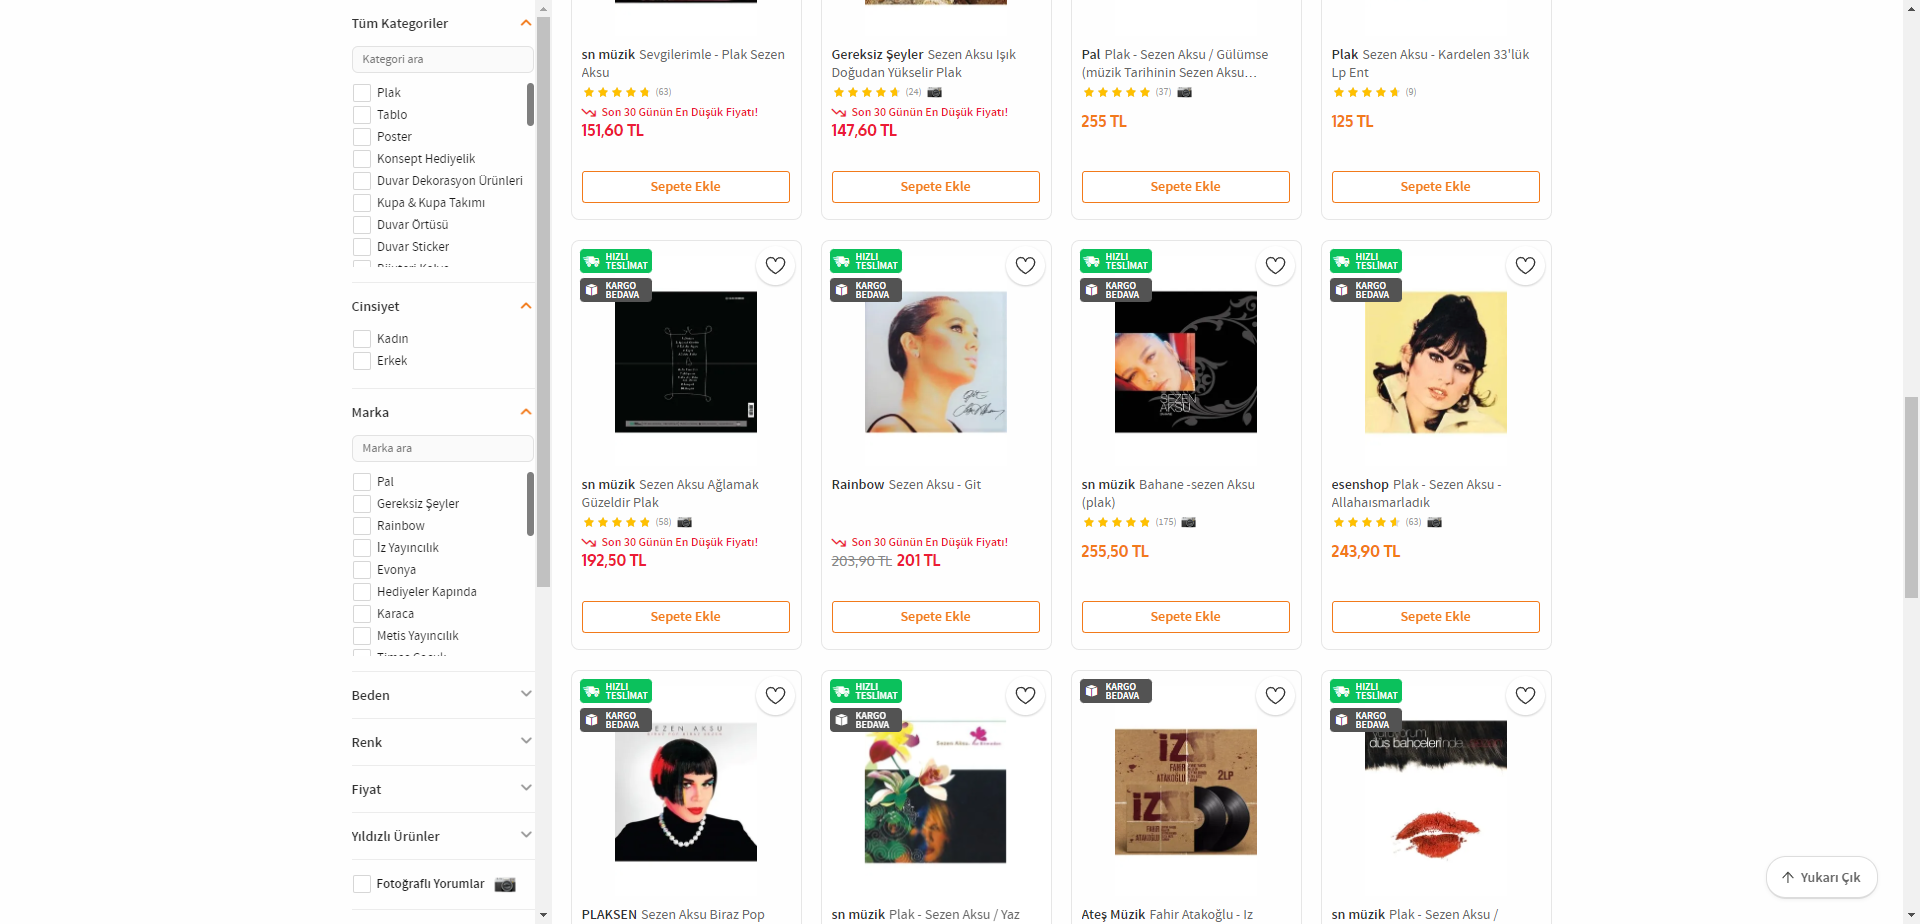 Tüm Kategoriler
Kategori ara
Plak
Tablo
Poster
Konsept Hediyelik
Duvar Dekorasyon Ürünleri
Kupa & Kupa Takımı
Duvar Örtüsü
Duvar Sticker
Cinsiyet
Kadın
Erkek
Marka
Marka ara
Pal
Gereksiz Şeyler
Rainbow
İz Yayıncılık
Evonya
Hediyeler Kapında
Karaca
Metis Yayıncılık
Beden
Renk
Fiyat
Yıldızlı Ürünler
Fotoğraflı Yorumlar
sn müzik Sevgilerimle - Plak Sezen
Aksu
(63)
Son 30 Günün En Düşük Fiyatı!
151,60 TL
Sepete Ekle
Gereksiz Şeyler Sezen Aksu Işık
Doğudan Yükselir Plak
(24)
Son 30 Günün En Düşük Fiyatı!
147,60 TL
Sepete Ekle
Pal Plak - Sezen Aksu / Gülümse
(müzik Tarihinin Sezen Aksu…
(37)
255 TL
Sepete Ekle
Plak Sezen Aksu - Kardelen 33'lük
Lp Ent
(9)
125 TL
Sepete Ekle
HIZLI
TESLİMAT
KARGO
BEDAVA
sn müzik Sezen Aksu Ağlamak
Güzeldir Plak
(58)
Son 30 Günün En Düşük Fiyatı!
192,50 TL
Sepete Ekle
HIZLI
TESLİMAT
KARGO
BEDAVA
Git
Rainbow Sezen Aksu - Git
Son 30 Günün En Düşük Fiyatı!
203,90 TL 201 TL
Sepete Ekle
HIZLI
TESLİMAT
KARGO
BEDAVA
SEZEN
AKSU
sn müzik Bahane -sezen Aksu
(plak)
(175)
255,50 TL
Sepete Ekle
HIZLI
TESLİMAT
KARGO
BEDAVA
esenshop Plak - Sezen Aksu -
Allahaısmarladık
(63)
243,90 TL
Sepete Ekle
HIZLI
TESLİMAT
KARGO
BEDAVA
SEZEN AKSU
PLAKSEN Sezen Aksu Biraz Pop
HIZLI
TESLİMAT
KARGO
BEDAVA
Sezen Aksu
sn müzik Plak - Sezen Aksu / Yaz
KARGO
BEDAVA
İZ
FAHİR
ATAKOĞLU
2LP
İZ
FAHİR
ATAKOĞLU
Ateş Müzik Fahir Atakoğlu - Iz
HIZLI
TESLİMAT
KARGO
BEDAVA
yürüyorum
düş bahçeleri'nde...
sn müzik Plak - Sezen Aksu /
Yukarı Çık